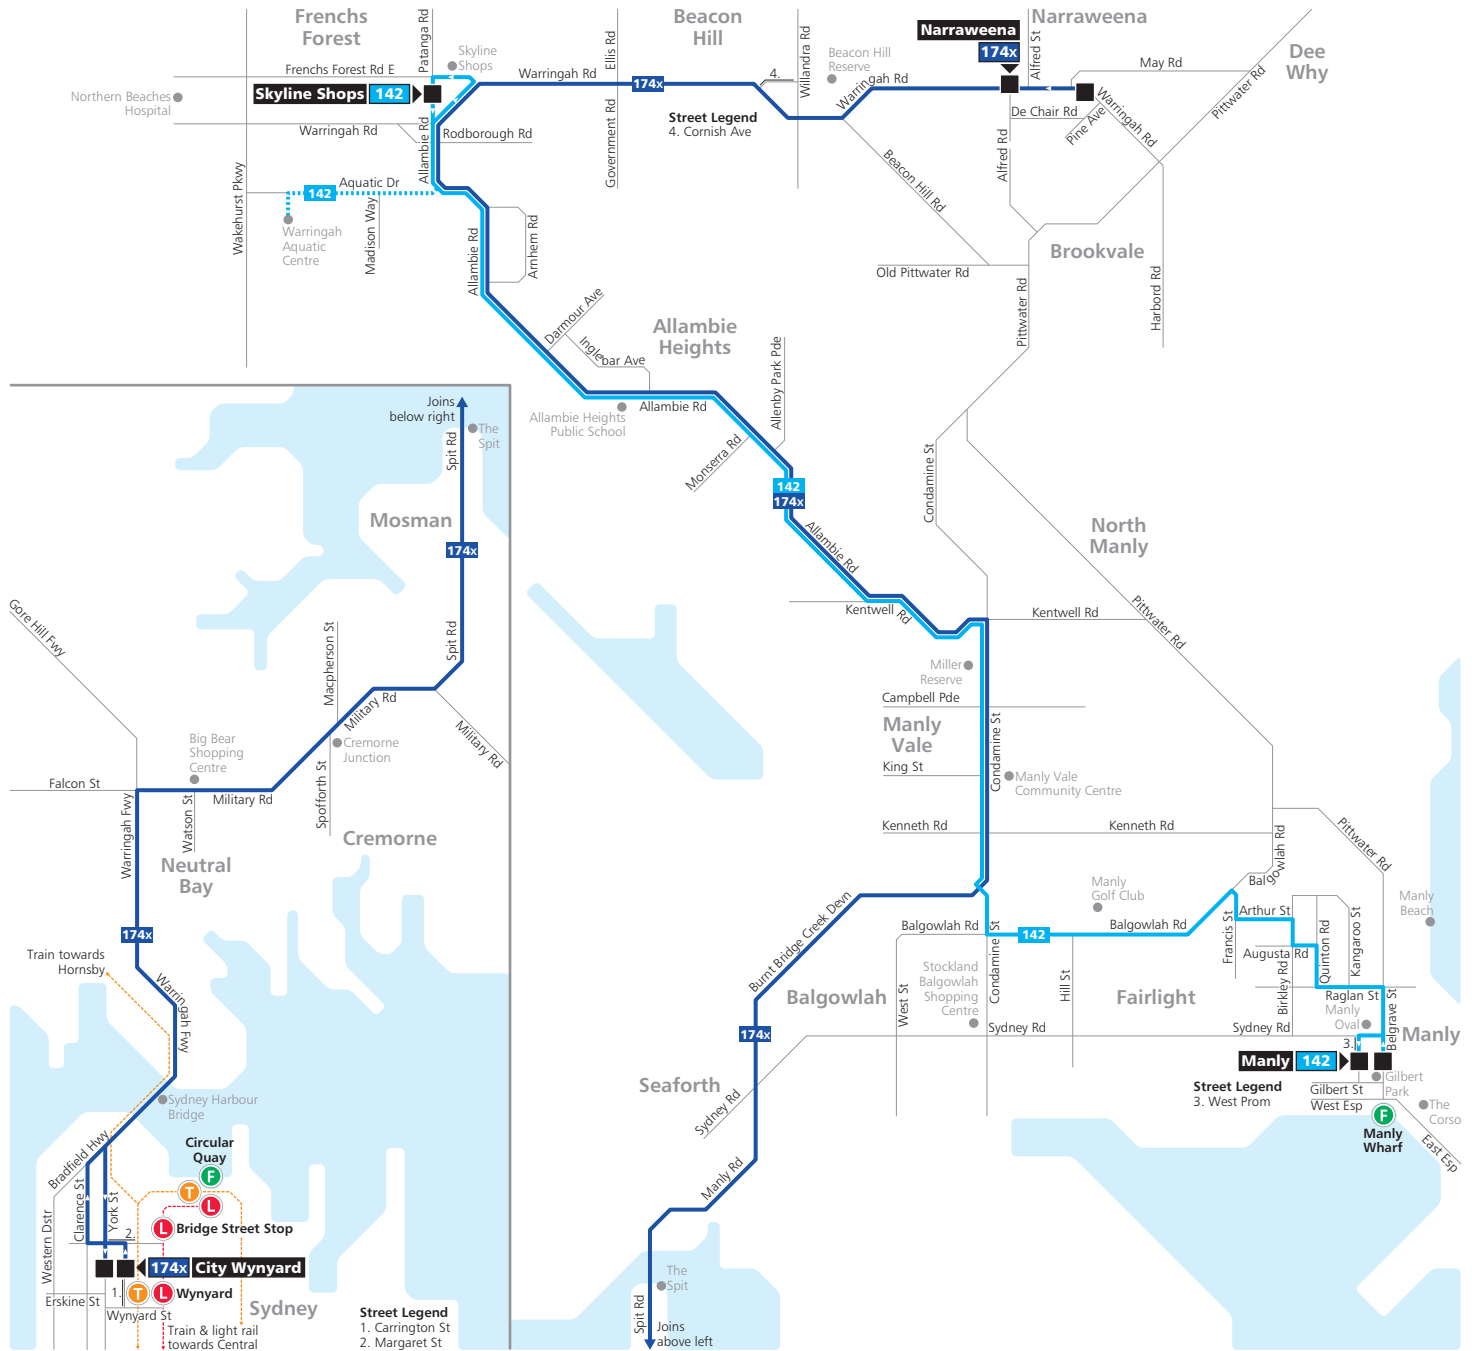 Frenchs
Forest
Patanga Rd
Skyline
Shops
Frenchs Forest Rd E
Skyline Shops 142
Northern Beaches
Hospital
Warringah Rd
Allambie Rd
Rodborough Rd
Warringah Rd
Ellis Rd
Government Rd
174x
Beacon
Hill
4.
Willandra Rd
Street Legend
4. Cornish Ave
Beacon Hill
Reserve
Warringah Rd
Narraweena
174x
Narraweena
Alfred St
May Rd
Dee
Why
Pittwater Rd
De Chair Rd
Pine Ave
Warringah Rd
Alfred Rd
Beacon Hill Rd
Brookvale
Old Pittwater Rd
Pittwater Rd
Harbord Rd
Wakehurst Pkwy
Aquatic Dr
142
Madison Way
Warringah
Aquatic
Centre
Allambie Rd
Arnhem Rd
Darmour Ave
Inglebar Ave
Allambie
Heights
Allambie Heights
Public School
Allambie Rd
Monserra Rd
Allenby Park Pde
142
174x
Allambie Rd
Condamine St
North
Manly
Kentwell Rd
Kentwell Rd
Pittwater Rd
Miller
Reserve
Campbell Pde
Manly
Vale
King St
Condamine St
Manly Vale
Community Centre
Kenneth Rd
Kenneth Rd
Balgowlah Rd
Pittwater Rd
Manly
Golf Club
Manly
Beach
Burnt Bridge Creek Devn
Balgowlah Rd
142
Balgowlah Rd
Francis St
Arthur St
Augusta Rd
Quinton Rd
Kangaroo St
Birkley Rd
Raglan St
Stockland
Balgowlah
Shopping
Centre
Condamine St
Hill St
West St
Balgowlah
Fairlight
Sydney Rd
Sydney Rd
Manly
Oval
Belgrave St
Manly
3.
Manly 142
Street Legend
3. West Prom
Gilbert
Park
Gilbert St
West Esp
The
Corso
East Esp
F
Manly
Wharf
174x
Seaforth
Sydney Rd
Manly Rd
The
Spit
Spit Rd
Joins
above left
Joins
below right
The
Spit
Spit Rd
Mosman
174x
Spit Rd
Gore Hill Fwy
Macpherson St
Military Rd
Military Rd
Cremorne
Junction
Big Bear
Shopping
Centre
Falcon St
Military Rd
Watson St
Spofforth St
Cremorne
Warringah Fwy
Neutral
Bay
174x
Train towards
Hornsby
Warringah Fwy
Sydney Harbour
Bridge
Bradfield Hwy
Circular
Quay
F
T
L
L Bridge Street Stop
Clarence St
York St
Western Dstr
2.
174x City Wynyard
1.
T L Wynyard
Erskine St
Wynyard St
Sydney
Train & light rail
towards Central
Street Legend
1. Carrington St
2. Margaret St